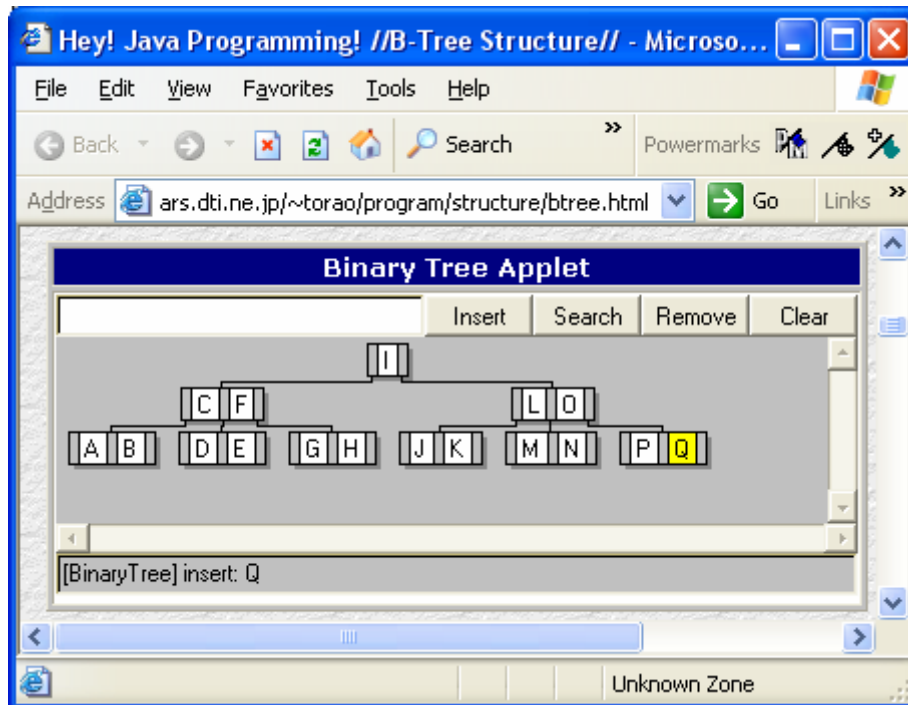 Hey! Java Programming! //B-Tree Structure// - Microso...
File Edit View Favorites Tools Help
Back Search » Powermarks
Address ars.dti.ne.jp/~torao/program/structure/btree.html Go Links »
Binary Tree Applet
Insert Search Remove Clear
I
C F L O
A B D E G H J K M N P Q
[BinaryTree] insert: Q
Unknown Zone